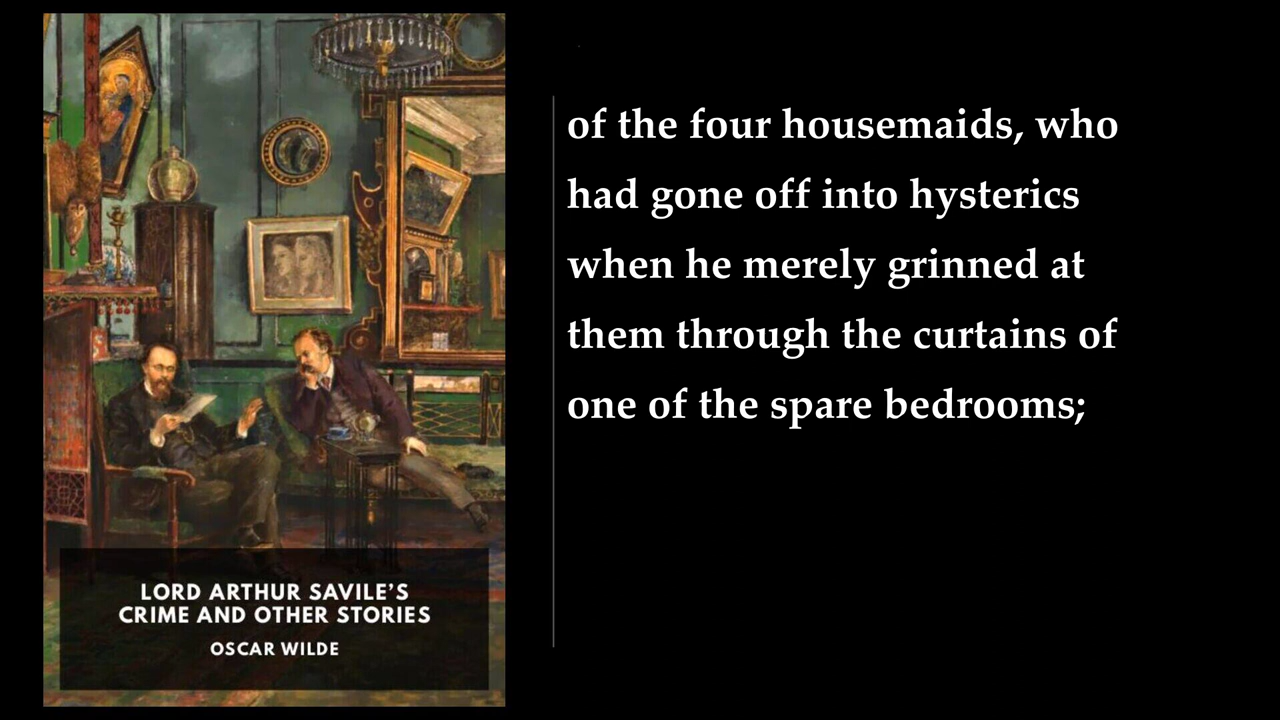 LORD ARTHUR SAVILE’S
CRIME AND OTHER STORIES
OSCAR WILDE
of the four housemaids, who
had gone off into hysterics
when he merely grinned at
them through the curtains of
one of the spare bedrooms;